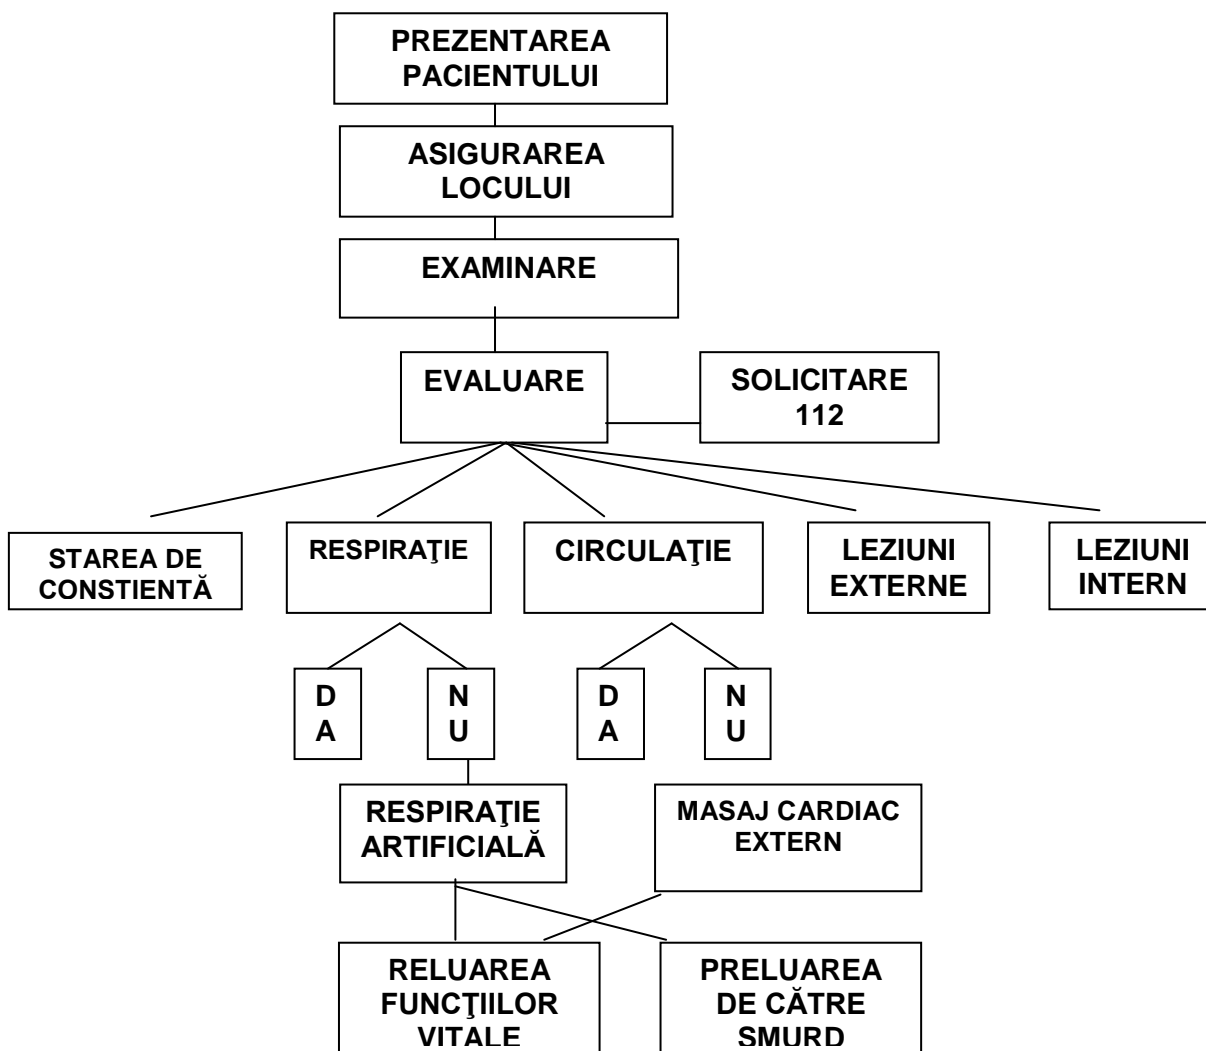 PREZENTAREA
PACIENTULUI
ASIGURAREA
LOCULUI
EXAMINARE
EVALUARE
SOLICITARE
112
STAREA DE
CONSTIENTĂ
RESPIRAŢIE
CIRCULAŢIE
LEZIUNI
EXTERNE
LEZIUNI
INTERN
D
A
N
U
D
A
N
U
RESPIRAŢIE
ARTIFICIALĂ
MASAJ CARDIAC
EXTERN
RELUAREA
FUNCŢIILOR
VITALE
PRELUAREA
DE CĂTRE
SMURD